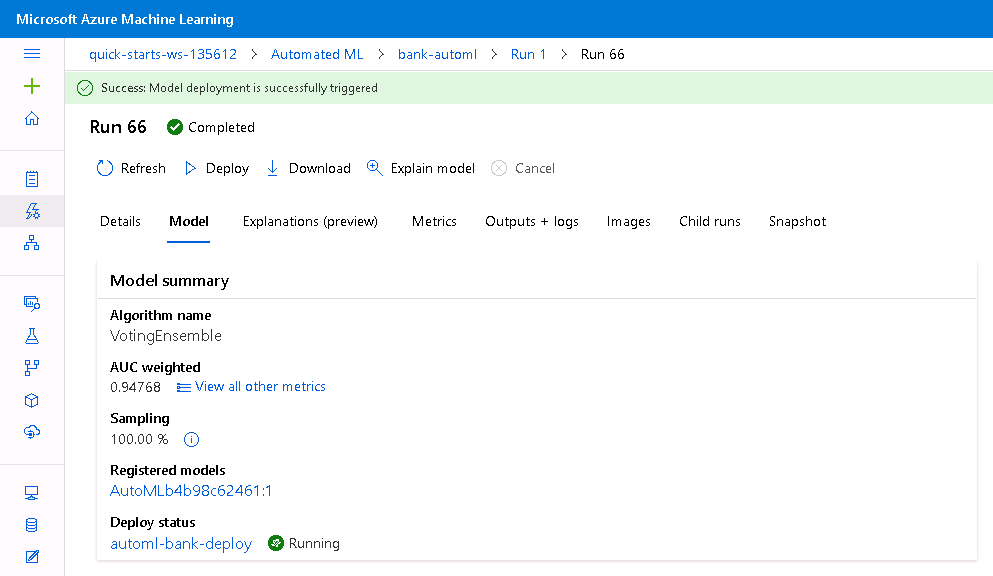 Microsoft Azure Machine Learning
quick-starts-ws-135612 > Automated ML > bank-automl > Run 1 > Run 66
Success: Model deployment is successfully triggered
Run 66 Completed
Refresh Deploy Download Explain model Cancel
Details Model Explanations (preview) Metrics Outputs + logs Images Child runs Snapshot
Model summary
Algorithm name
VotingEnsemble
AUC weighted
0.94768 View all other metrics
Sampling
100.00 %
Registered models
AutoMLb4b98c62461:1
Deploy status
automl-bank-deploy Running